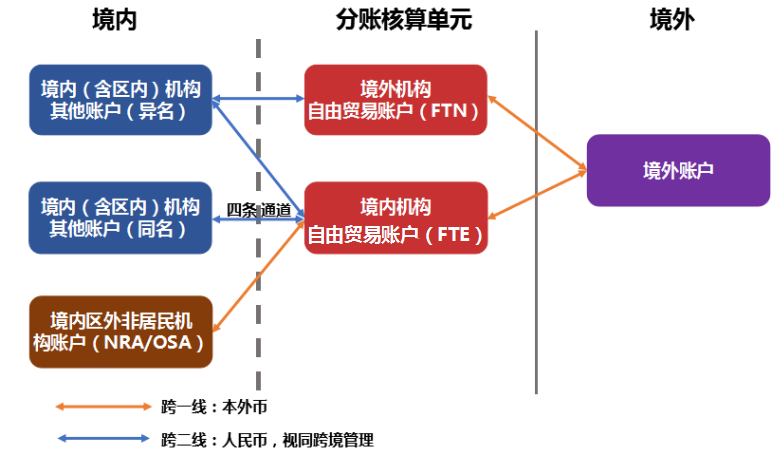 境内
分账核算单元
境外
境内（含区内）机构
其他账户（异名）
境外机构
自由贸易账户（FTN）
境外账户
境内（含区内）机构
其他账户（同名）
四条通道
境内机构
自由贸易账户（FTE）
境内区外非居民机
构账户（NRA/OSA）
跨一线：本外币
跨二线：人民币，视同跨境管理